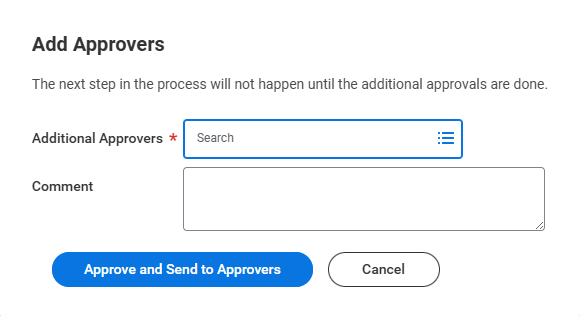 Add Approvers
The next step in the process will not happen until the additional approvals are done.
Additional Approvers * Search
Comment
Approve and Send to Approvers Cancel